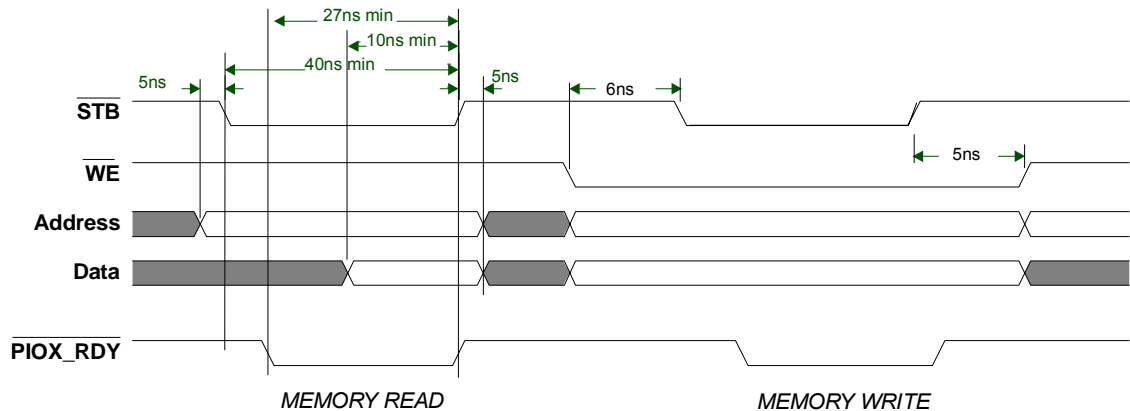 27ns min
10ns min
40ns min
5ns
5ns
6ns
STB
5ns
WE
Address
Data
PIOX_RDY
MEMORY READ
MEMORY WRITE